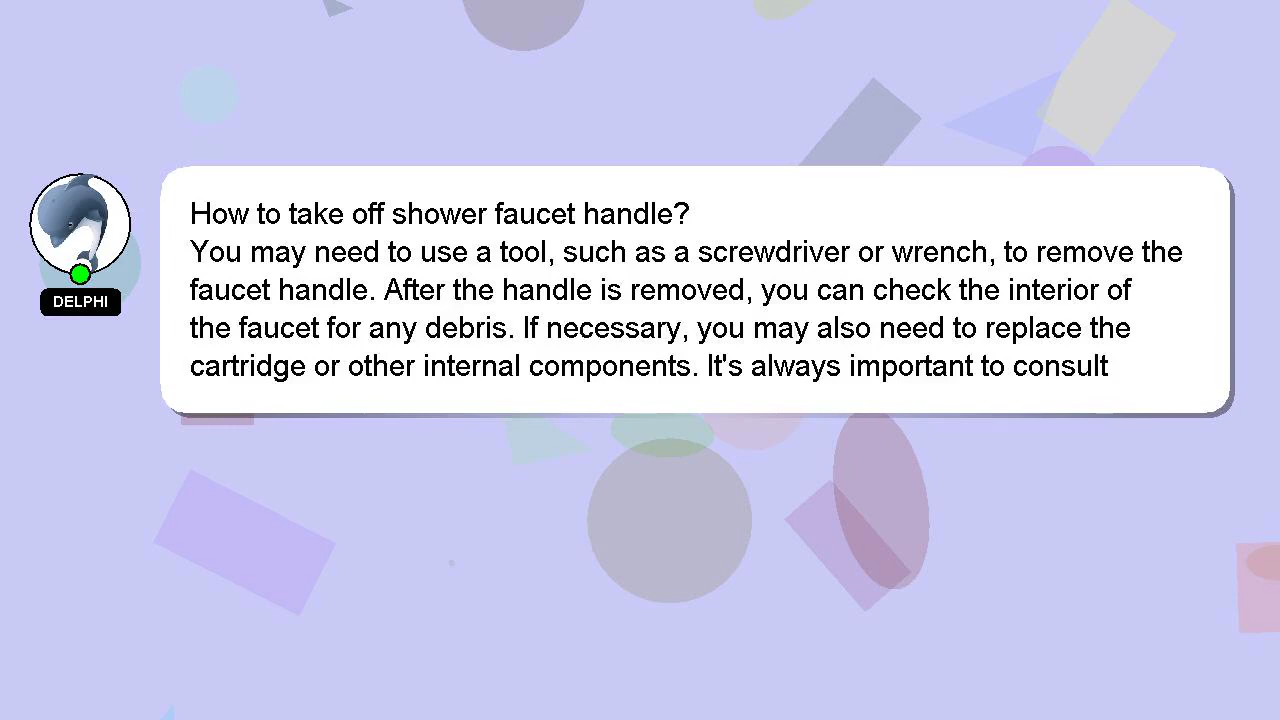 How to take off shower faucet handle?
You may need to use a tool, such as a screwdriver or wrench, to remove the
faucet handle. After the handle is removed, you can check the interior of
the faucet for any debris. If necessary, you may also need to replace the
cartridge or other internal components. It's always important to consult
DELPHI